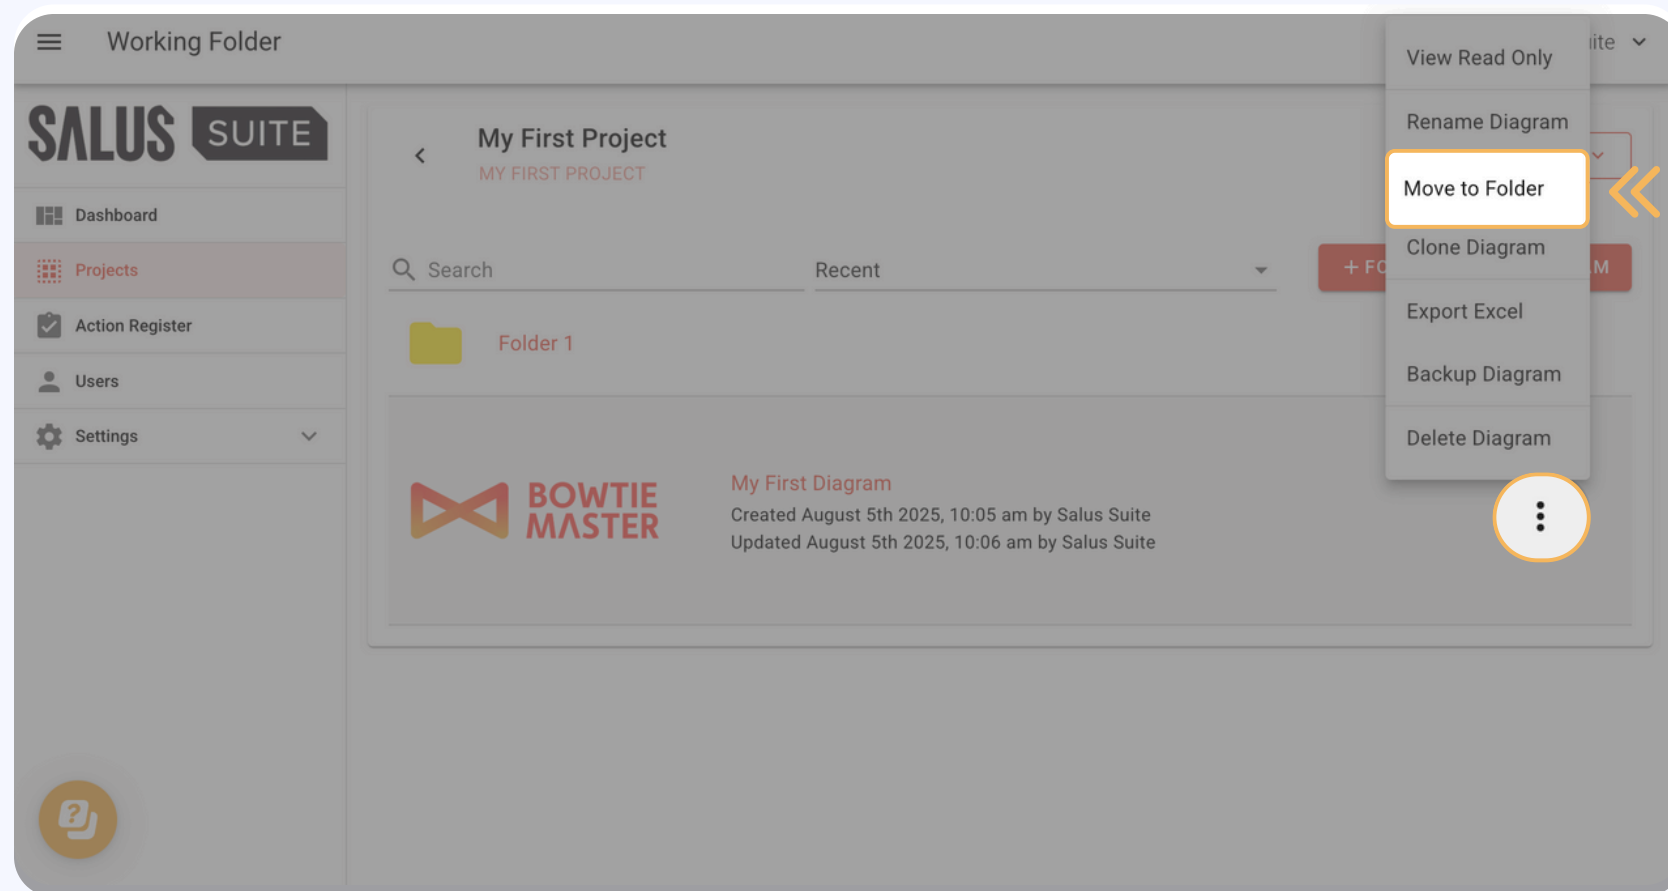 Working Folder
SALUS SUITE
Dashboard
Projects
Action Register
Users
Settings
My First Project
MY FIRST PROJECT
Search
Recent
Folder 1
BOWTIE
MASTER
My First Diagram
Created August 5th 2025, 10:05 am by Salus Suite
Updated August 5th 2025, 10:06 am by Salus Suite
View Read Only
Rename Diagram
Move to Folder
Clone Diagram
Export Excel
Backup Diagram
Delete Diagram